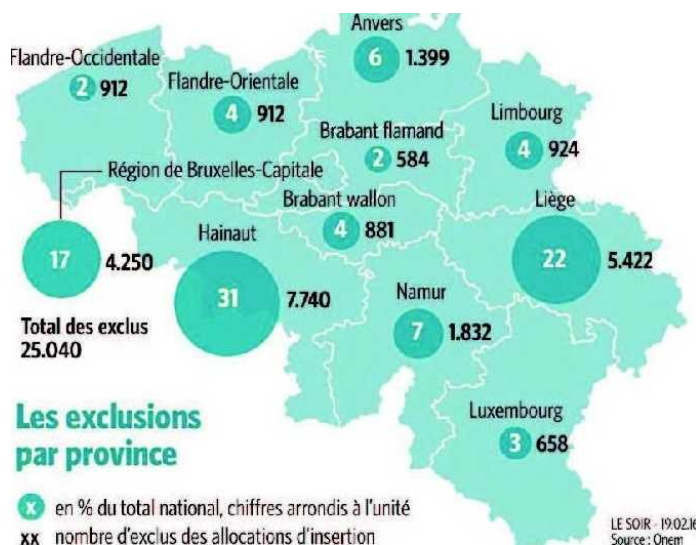 Anvers
6 1.399
Flandre-Occidentale
2 912
Flandre-Orientale
4 912
Limbourg
4 924
Brabant flamand
2 584
Région de Bruxelles-Capitale
17 4.250
Brabant wallon
4 881
Liège
22 5.422
Hainaut
31 7.740
Namur
7 1.832
Total des exclus
25.040
Luxembourg
3 658
Les exclusions
par province
x en % du total national, chiffres arrondis à l'unité
xx nombre d'exclus des allocations d'insertion
LE SOIR - 19.02.16
Source : Onem